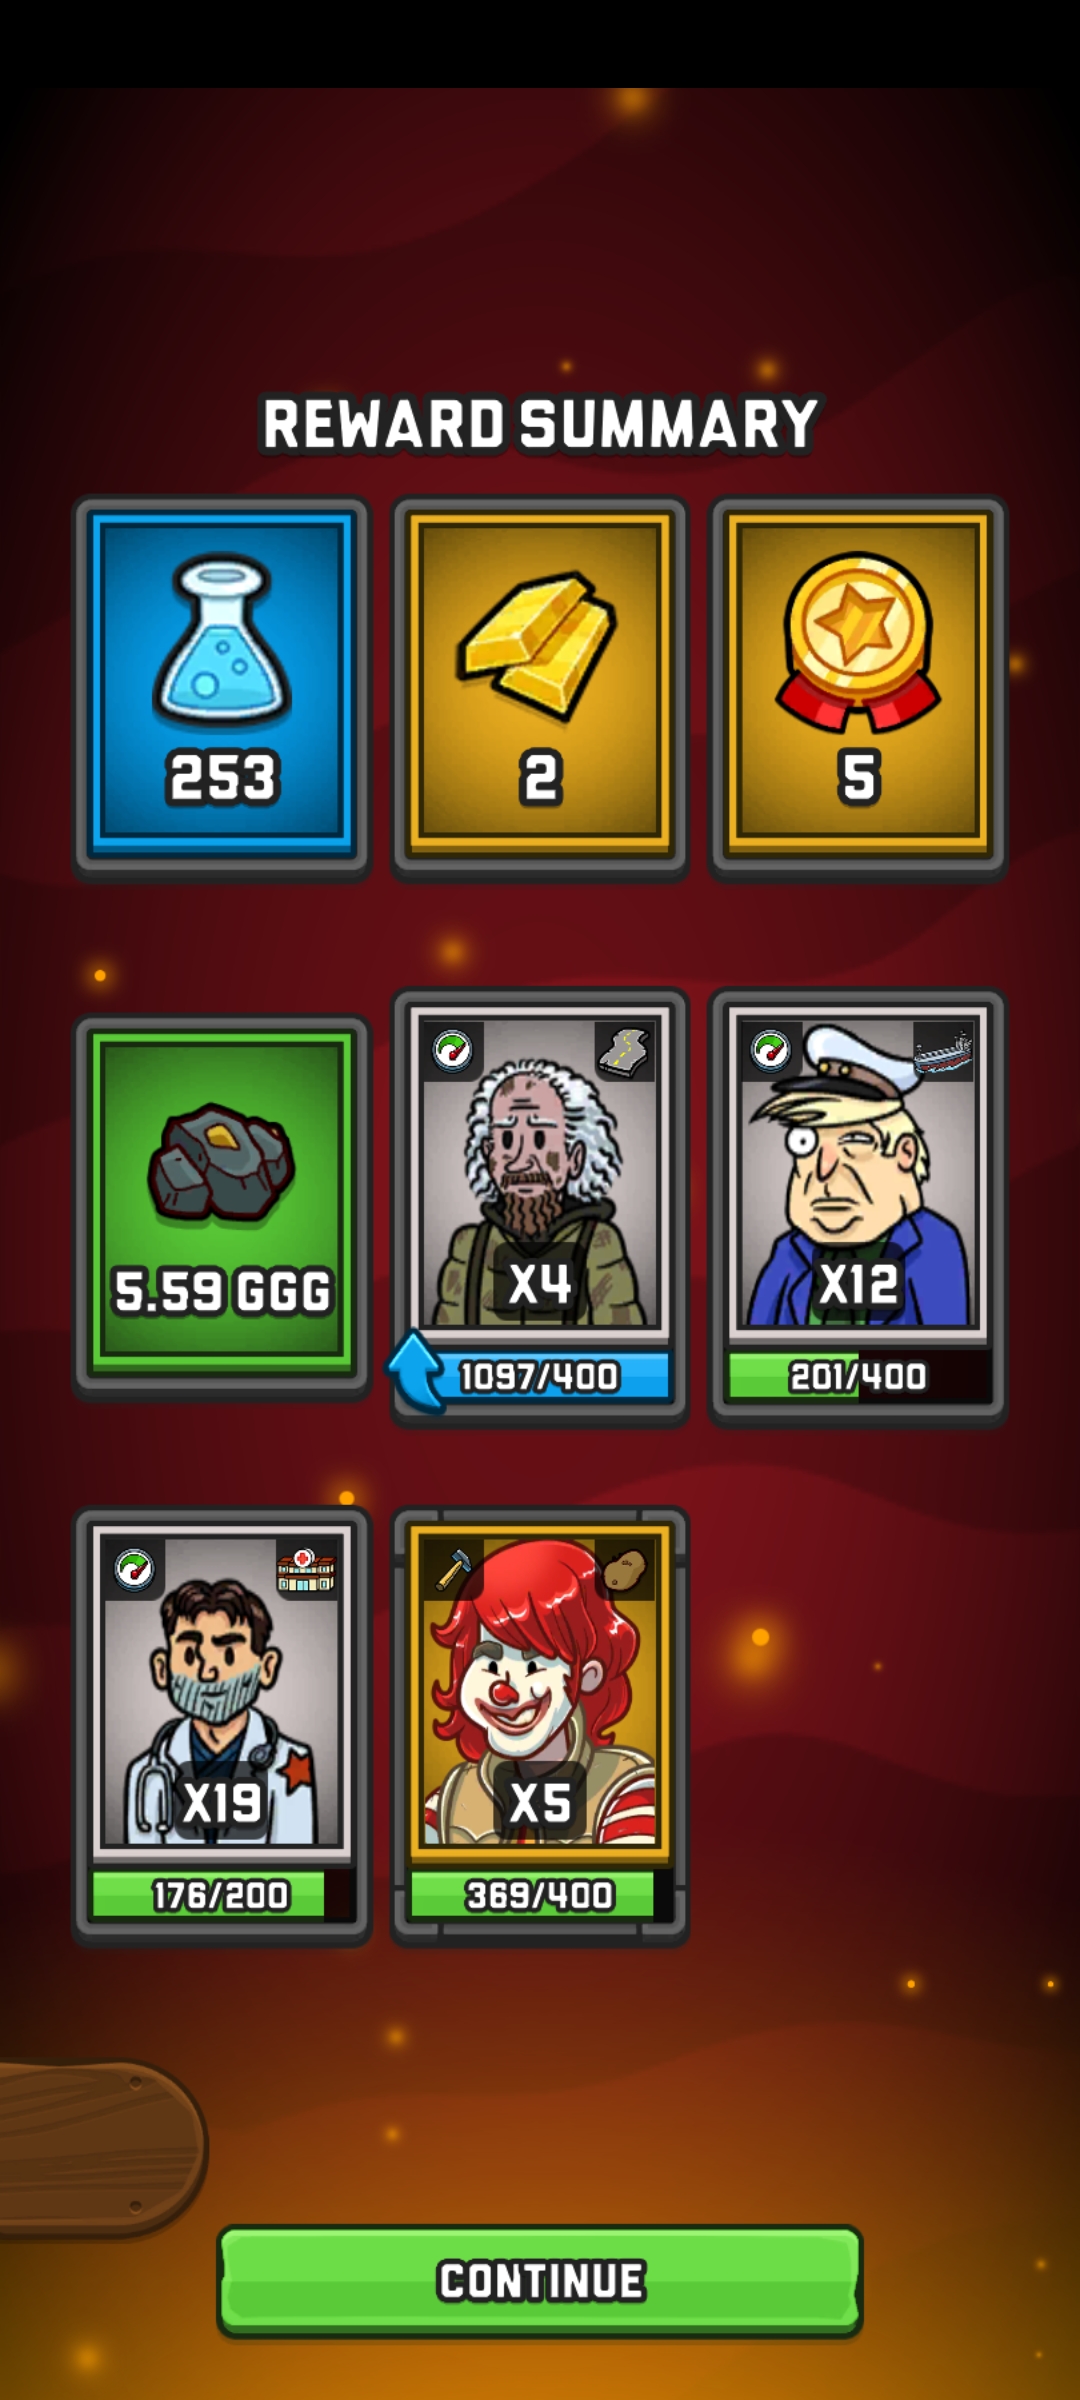 REWARD SUMMARY
253
2
5
5.59 GGG
X4
1097/400
X12
201/400
X19
176/200
X5
369/400
CONTINUE